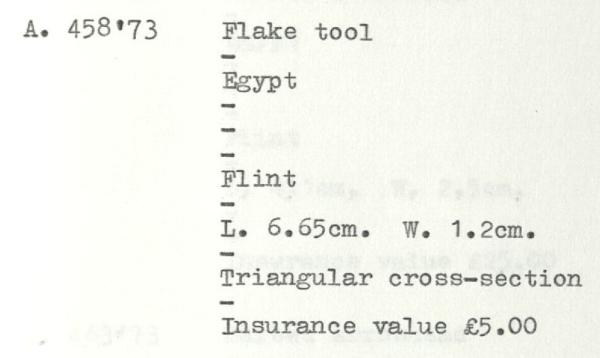 A. 458'73 Flake tool
-
Egypt
-
-
-
Flint
-
L. 6.65cm. W. 1.2cm.
-
Triangular cross-section
-
Insurance value £5.00